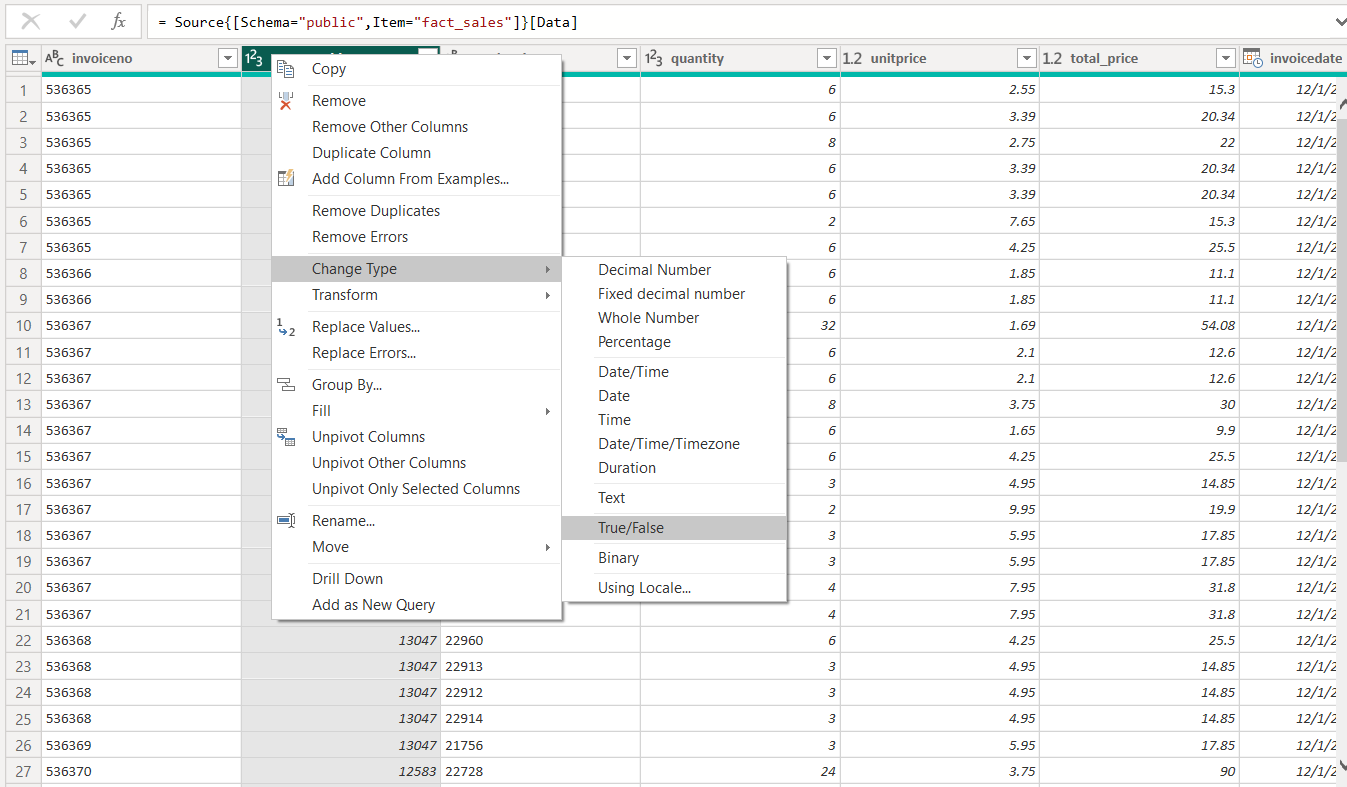 = Source{[Schema="public",Item="fact_sales"]}[Data]
ABC invoiceno 123 123 quantity 1.2 unitprice 1.2 total_price invoicedate
Copy
Remove
Remove Other Columns
Duplicate Column
Add Column From Examples...
Remove Duplicates
Remove Errors
Change Type
Transform
Replace Values...
Replace Errors...
Group By...
Fill
Unpivot Columns
Unpivot Other Columns
Unpivot Only Selected Columns
Rename...
Move
Drill Down
Add as New Query
Decimal Number
Fixed decimal number
Whole Number
Percentage
Date/Time
Date
Time
Date/Time/Timezone
Duration
Text
True/False
Binary
Using Locale...
1 536365 6 2.55 15.3 12/1/2
2 536365 6 3.39 20.34 12/1/2
3 536365 8 2.75 22 12/1/2
4 536365 6 3.39 20.34 12/1/2
5 536365 6 3.39 20.34 12/1/2
6 536365 2 7.65 15.3 12/1/2
7 536365 6 4.25 25.5 12/1/2
8 536366 6 1.85 11.1 12/1/2
9 536366 6 1.85 11.1 12/1/2
10 536367 32 1.69 54.08 12/1/2
11 536367 6 2.1 12.6 12/1/2
12 536367 6 2.1 12.6 12/1/2
13 536367 8 3.75 30 12/1/2
14 536367 6 1.65 9.9 12/1/2
15 536367 6 4.25 25.5 12/1/2
16 536367 3 4.95 14.85 12/1/2
17 536367 2 9.95 19.9 12/1/2
18 536367 3 5.95 17.85 12/1/2
19 536367 3 5.95 17.85 12/1/2
20 536367 4 7.95 31.8 12/1/2
21 536367 4 7.95 31.8 12/1/2
22 536368 13047 22960 6 4.25 25.5 12/1/2
23 536368 13047 22913 3 4.95 14.85 12/1/2
24 536368 13047 22912 3 4.95 14.85 12/1/2
25 536368 13047 22914 3 4.95 14.85 12/1/2
26 536369 13047 21756 3 5.95 17.85 12/1/2
27 536370 12583 22728 24 3.75 90 12/1/2